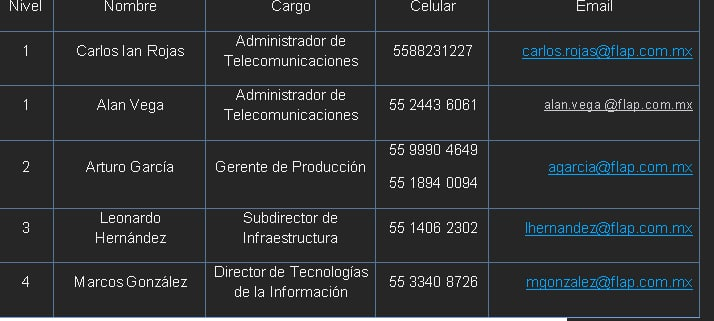 Nivel Nombre Cargo Celular Email
1 Carlos Ian Rojas Administrador de Telecomunicaciones 5588231227 carlos.rojas@flap.com.mx
1 Alan Vega Administrador de Telecomunicaciones 55 2443 6061 alan.vega @flap.com.mx
2 Arturo García Gerente de Producción 55 9990 4649 55 1894 0094 agarcia@flap.com.mx
3 Leonardo Hernández Subdirector de Infraestructura 55 1406 2302 lhernandez@flap.com.mx
4 Marcos González Director de Tecnologías de la Información 55 3340 8726 mgonzalez@flap.com.mx